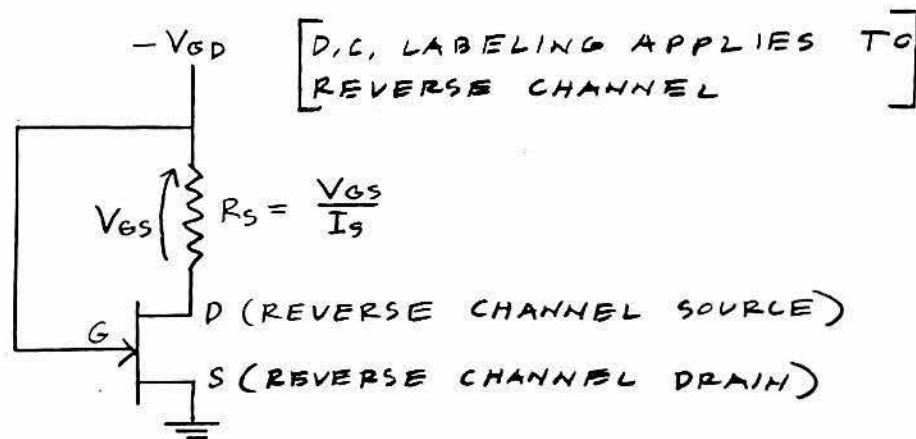 -VGD
[D.C. LABELING APPLIES TO
REVERSE CHANNEL]
VGS
RS = VGS/IS
D (REVERSE CHANNEL SOURCE)
G
S (REVERSE CHANNEL DRAIN)